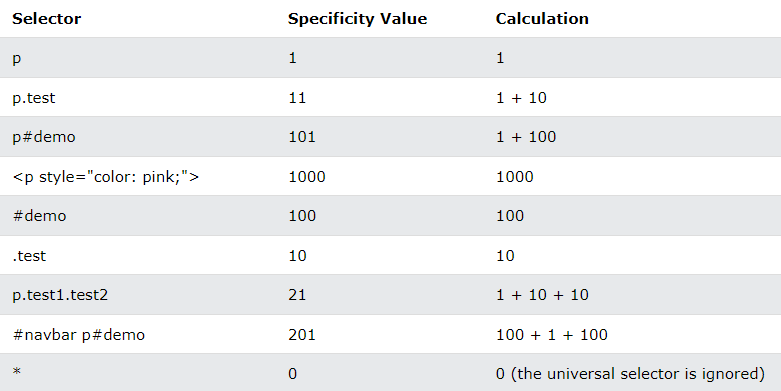 Selector Specificity Value Calculation
p 1 1
p.test 11 1 + 10
p#demo 101 1 + 100
<p style="color: pink;"> 1000 1000
#demo 100 100
.test 10 10
p.test1.test2 21 1 + 10 + 10
#navbar p#demo 201 100 + 1 + 100
* 0 0 (the universal selector is ignored)